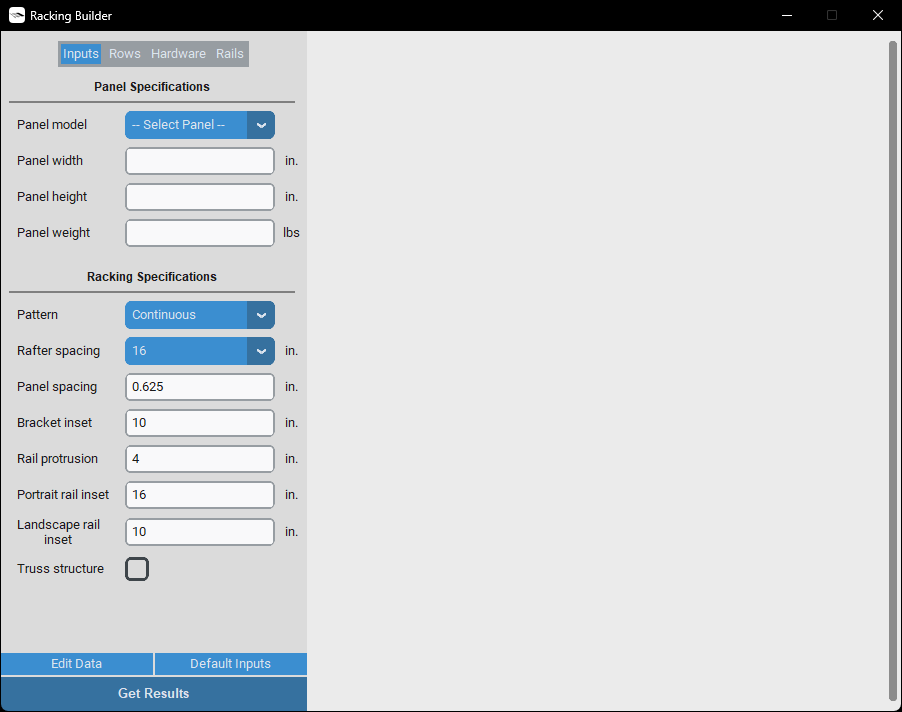 Racking Builder
Inputs Rows Hardware Rails
Panel Specifications
Panel model -- Select Panel --
Panel width in.
Panel height in.
Panel weight lbs
Racking Specifications
Pattern Continuous
Rafter spacing 16 in.
Panel spacing 0.625 in.
Bracket inset 10 in.
Rail protrusion 4 in.
Portrait rail inset 16 in.
Landscape rail
inset 10 in.
Truss structure
Edit Data Default Inputs
Get Results